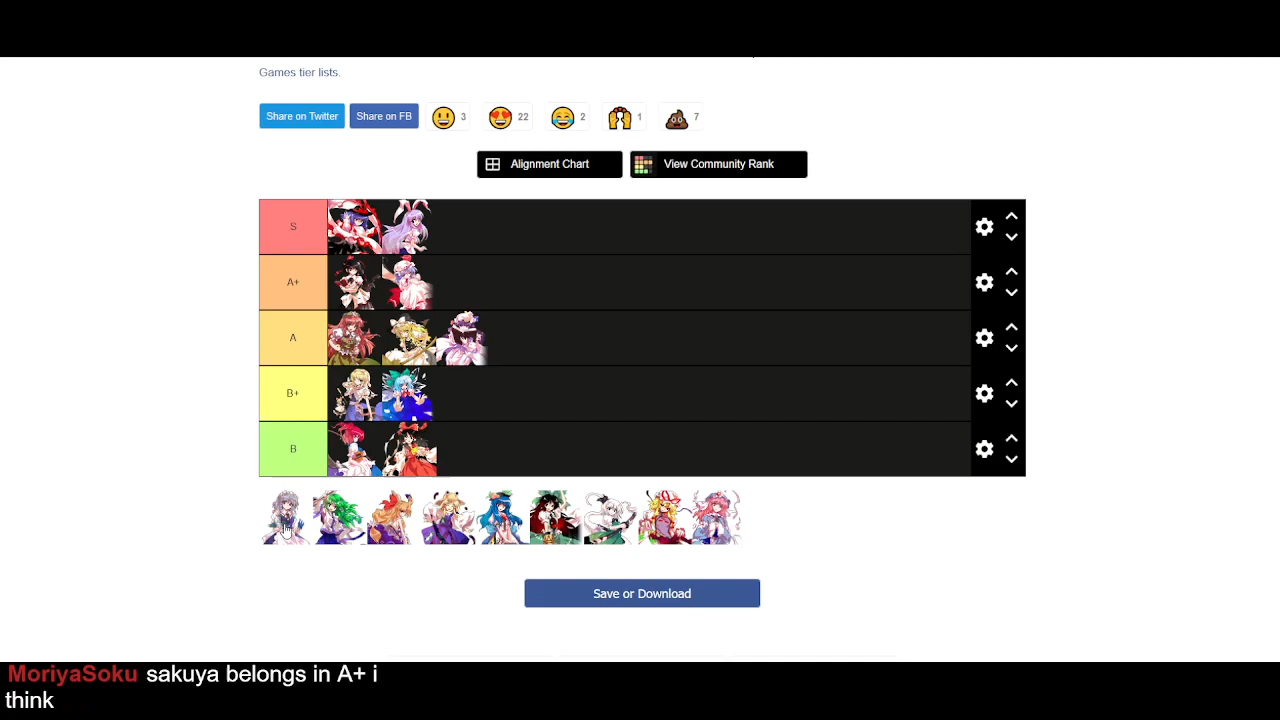 Games tier lists.
Share on Twitter Share on FB 3 22 2 1 7
Alignment Chart View Community Rank
S
A+
A
B+
B
Save or Download
MoriyaSoku sakuya belongs in A+ i
think